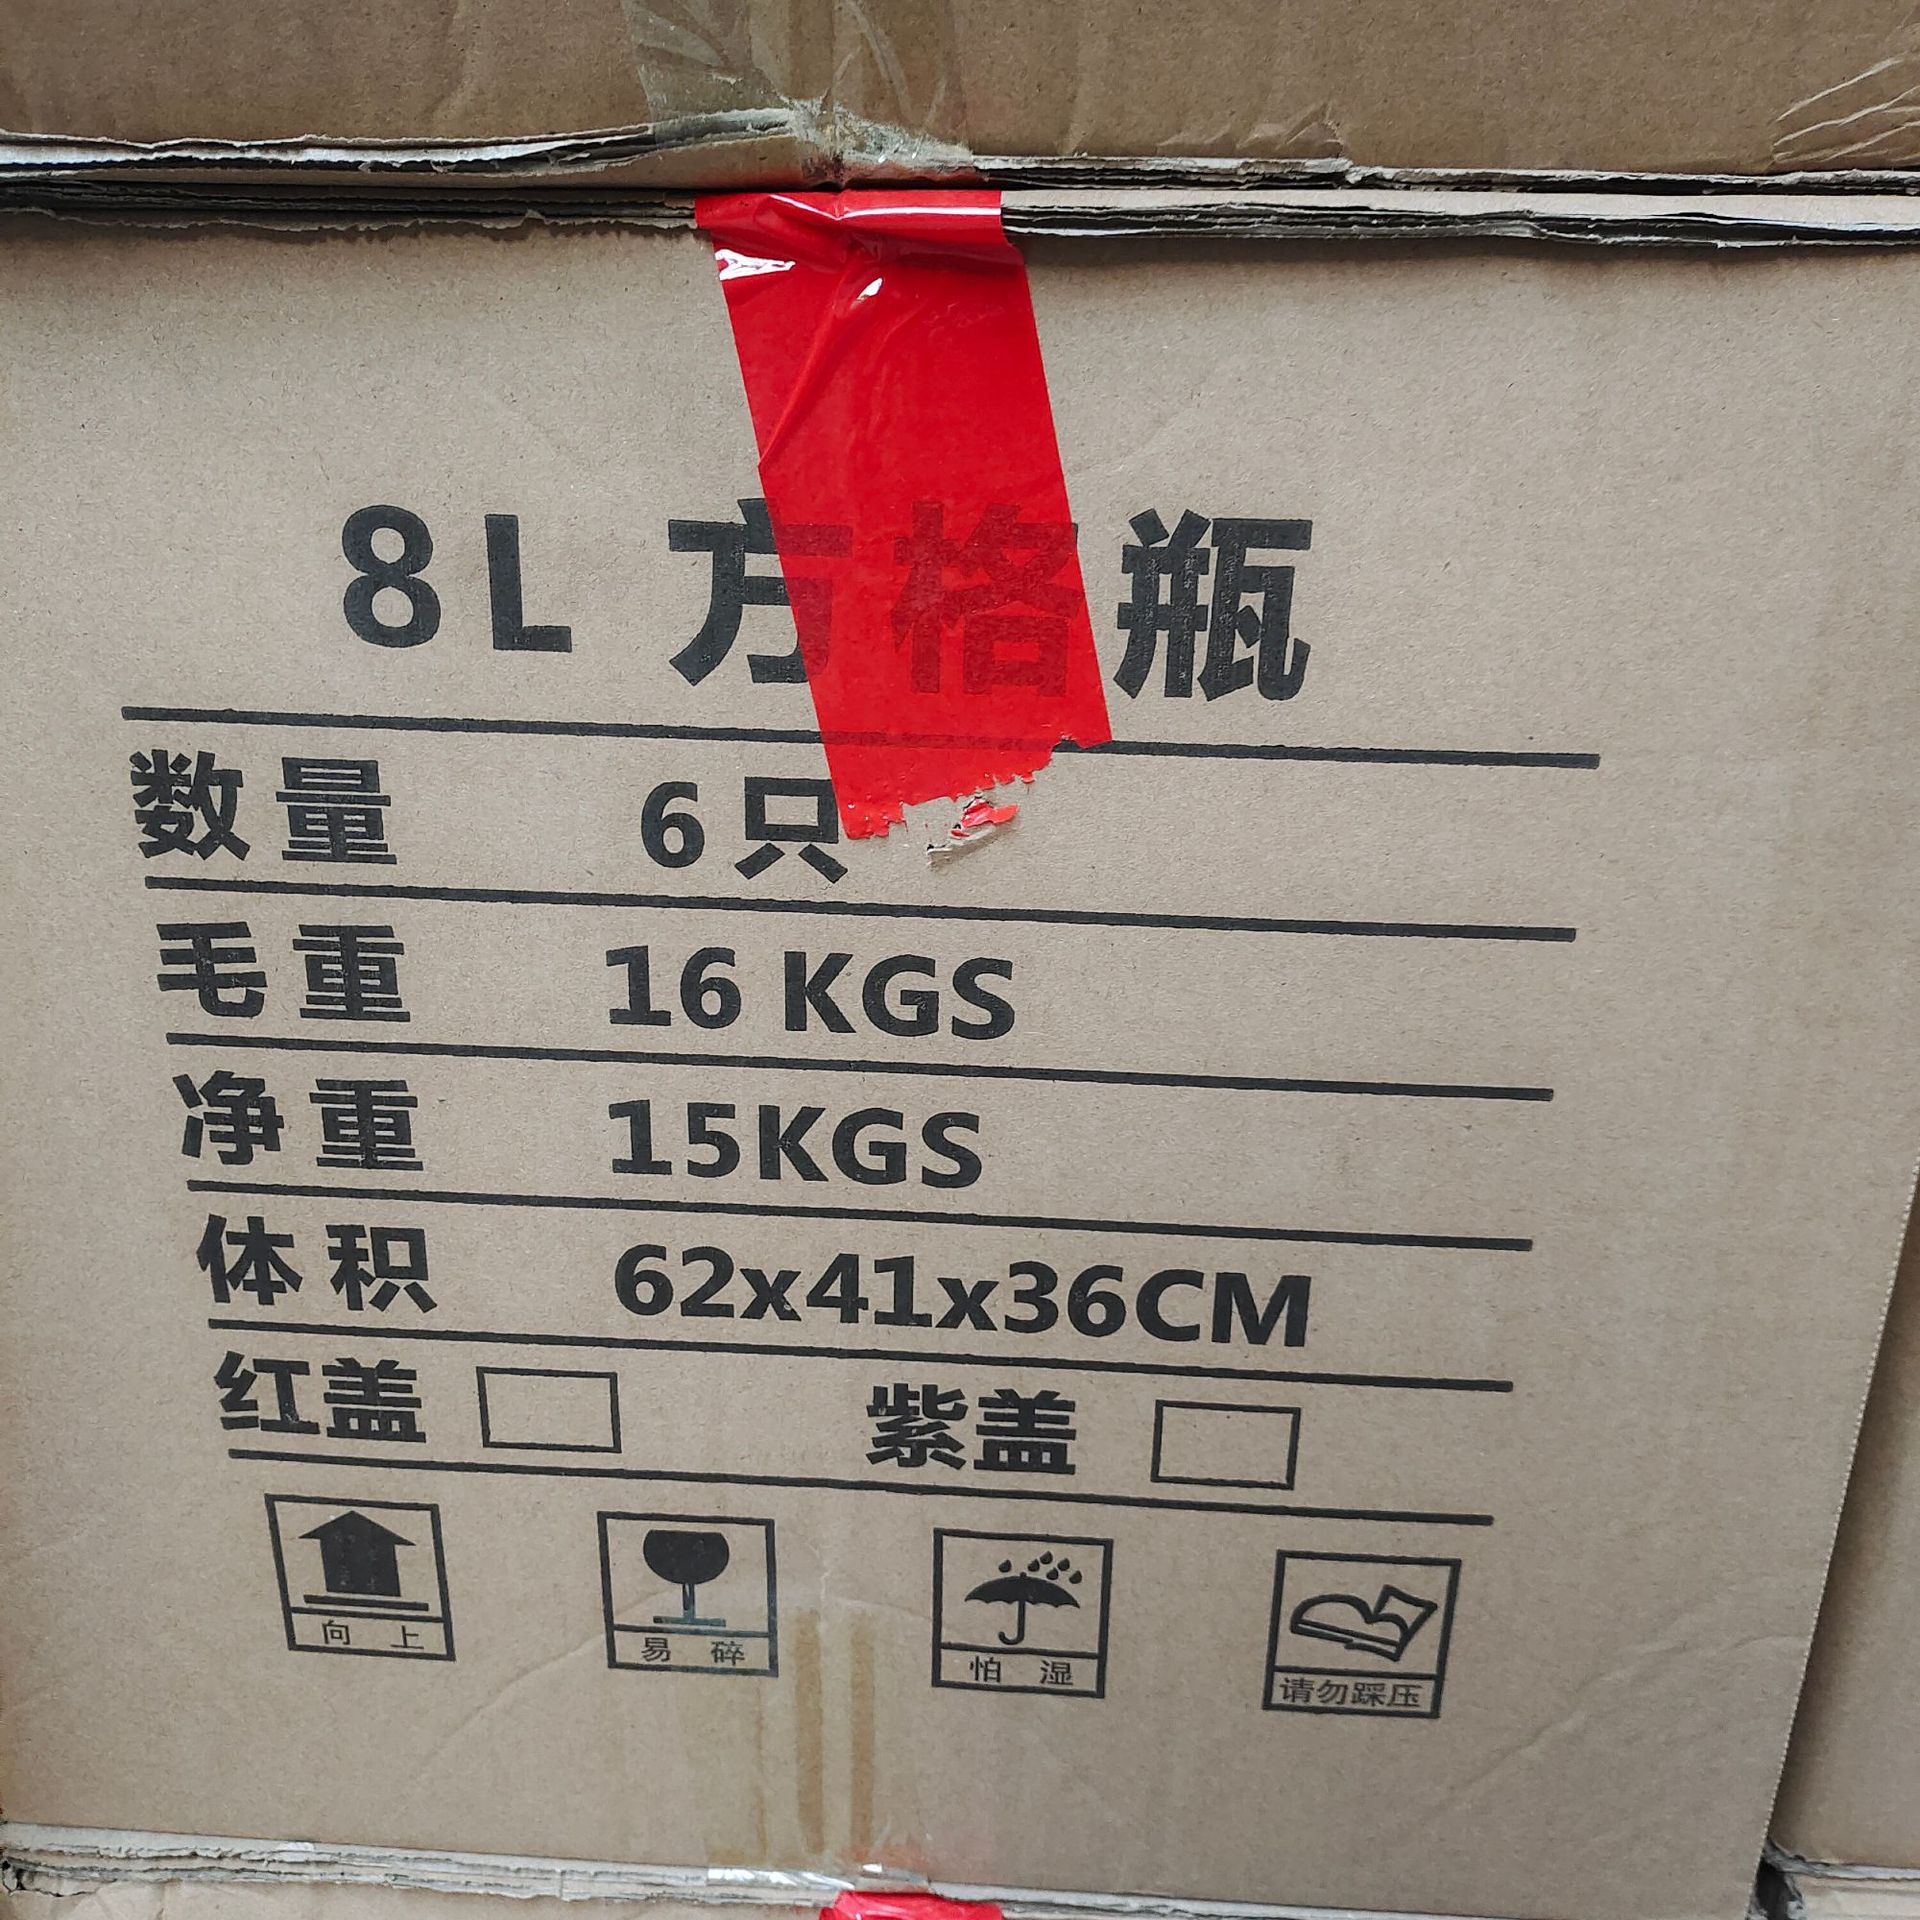 8L 方格瓶
数量 6只
毛重 16 KGS
净重 15KGS
体积 62x41x36CM
红盖 紫盖
向上 易碎 怕湿 请勿踩压